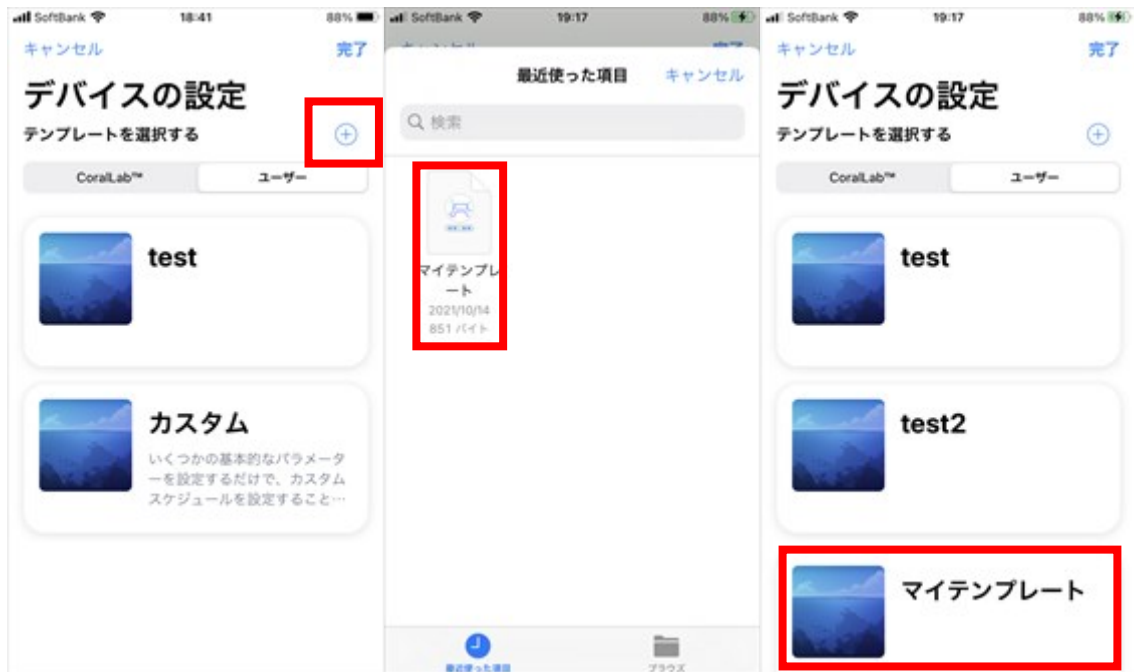 SoftBank 18:41 88%
キャンセル 完了
デバイスの設定
テンプレートを選択する
CoralLab™ ユーザー
test
カスタム
いくつかの基本的なパラメータ
ーを設定するだけで、カスタム
スケジュールを設定すること…
SoftBank 19:17 88%
最近使った項目 キャンセル
検索
マイテンプレ
ート
2021/10/14
851 バイト
最近使った項目 ブラウズ
SoftBank 19:17 88%
キャンセル 完了
デバイスの設定
テンプレートを選択する
CoralLab™ ユーザー
test
test2
マイテンプレート